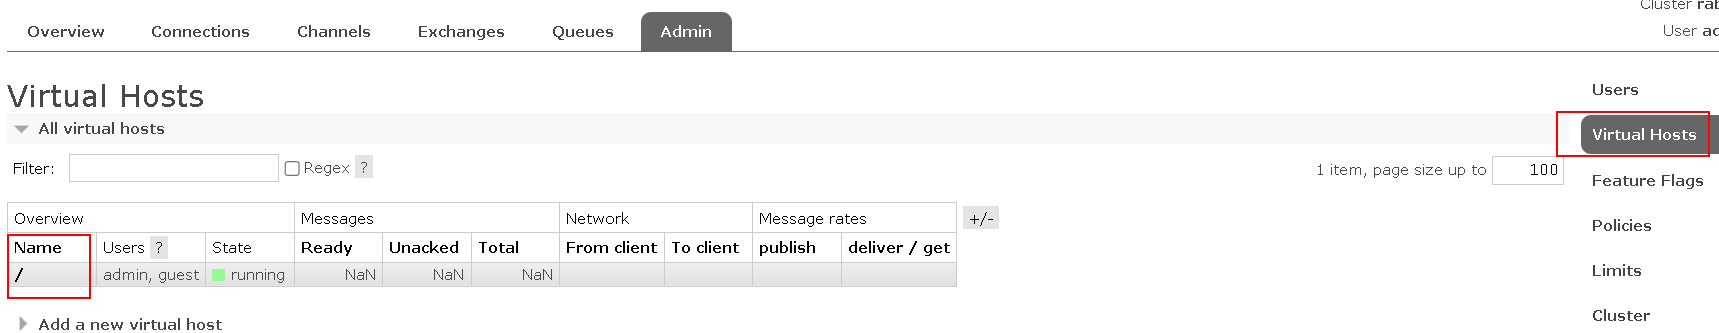 Cluster
Overview Connections Channels Exchanges Queues Admin
User
Virtual Hosts
Users
All virtual hosts
Virtual Hosts
Filter: Regex ? 1 item, page size up to 100
Feature Flags
Overview Messages Network Message rates +/-
Policies
Name Users ? State Ready Unacked Total From client To client publish deliver / get
/ admin, guest running NaN NaN NaN
Limits
Cluster
Add a new virtual host